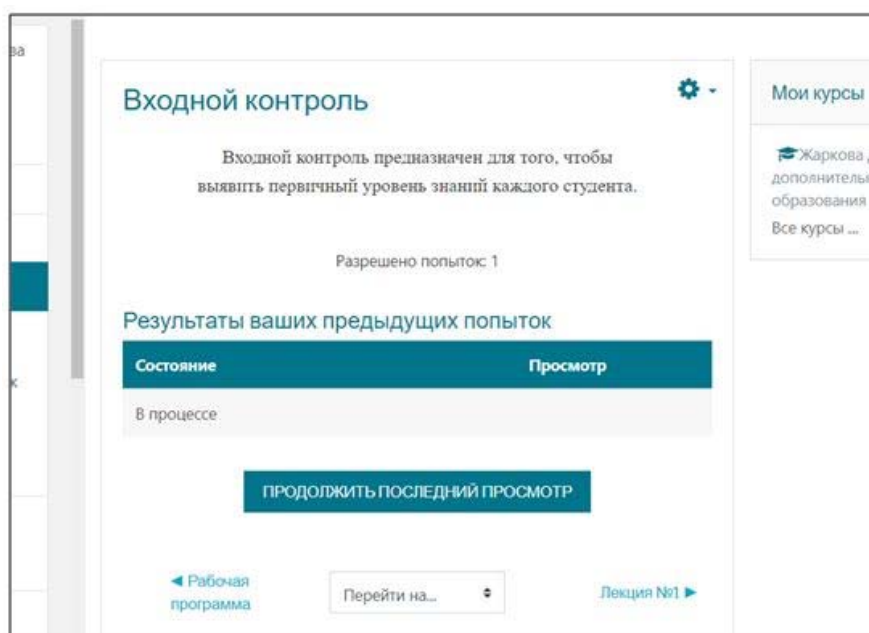 ва
Входной контроль
Входной контроль предназначен для того, чтобы
выявить первичный уровень знаний каждого студента.
Разрешено попыток: 1
Результаты ваших предыдущих попыток
Состояние Просмотр
В процессе
ПРОДОЛЖИТЬ ПОСЛЕДНИЙ ПРОСМОТР
◄ Рабочая
программа
Перейти на...
Лекция №1 ►
к
Мои курсы
Жаркова
дополнитель
образования
Все курсы ...